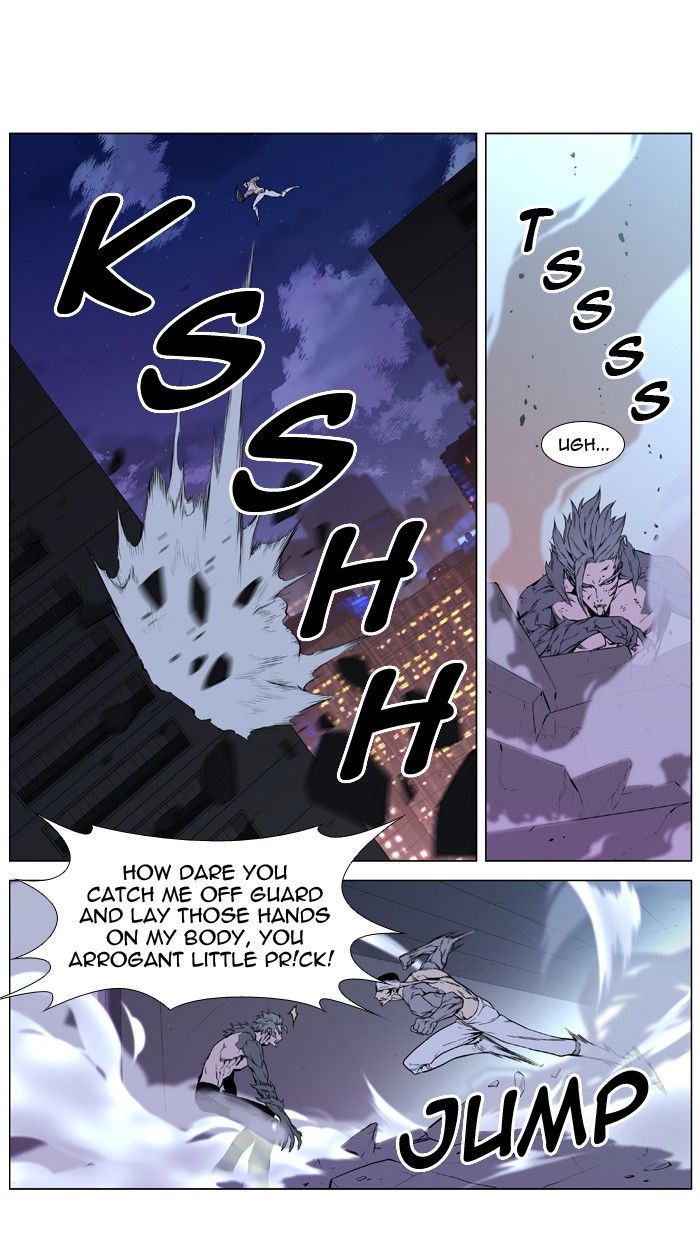 KSSHH
TSSSS
UGH...
HOW DARE YOU
CATCH ME OFF GUARD
AND LAY THOSE HANDS
ON MY BODY, YOU
ARROGANT LITTLE PR!CK!
JUMP